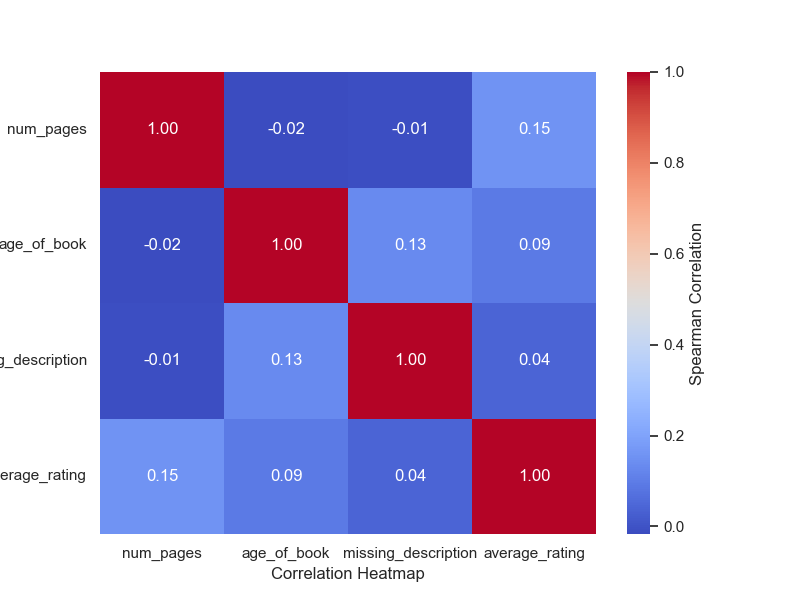 1.0
num_pages 1.00 -0.02 -0.01 0.15
0.8
age_of_book -0.02 1.00 0.13 0.09
0.6
Spearman Correlation
0.4
g_description -0.01 0.13 1.00 0.04
0.2
erage_rating 0.15 0.09 0.04 1.00
0.0
num_pages age_of_book missing_description average_rating
Correlation Heatmap